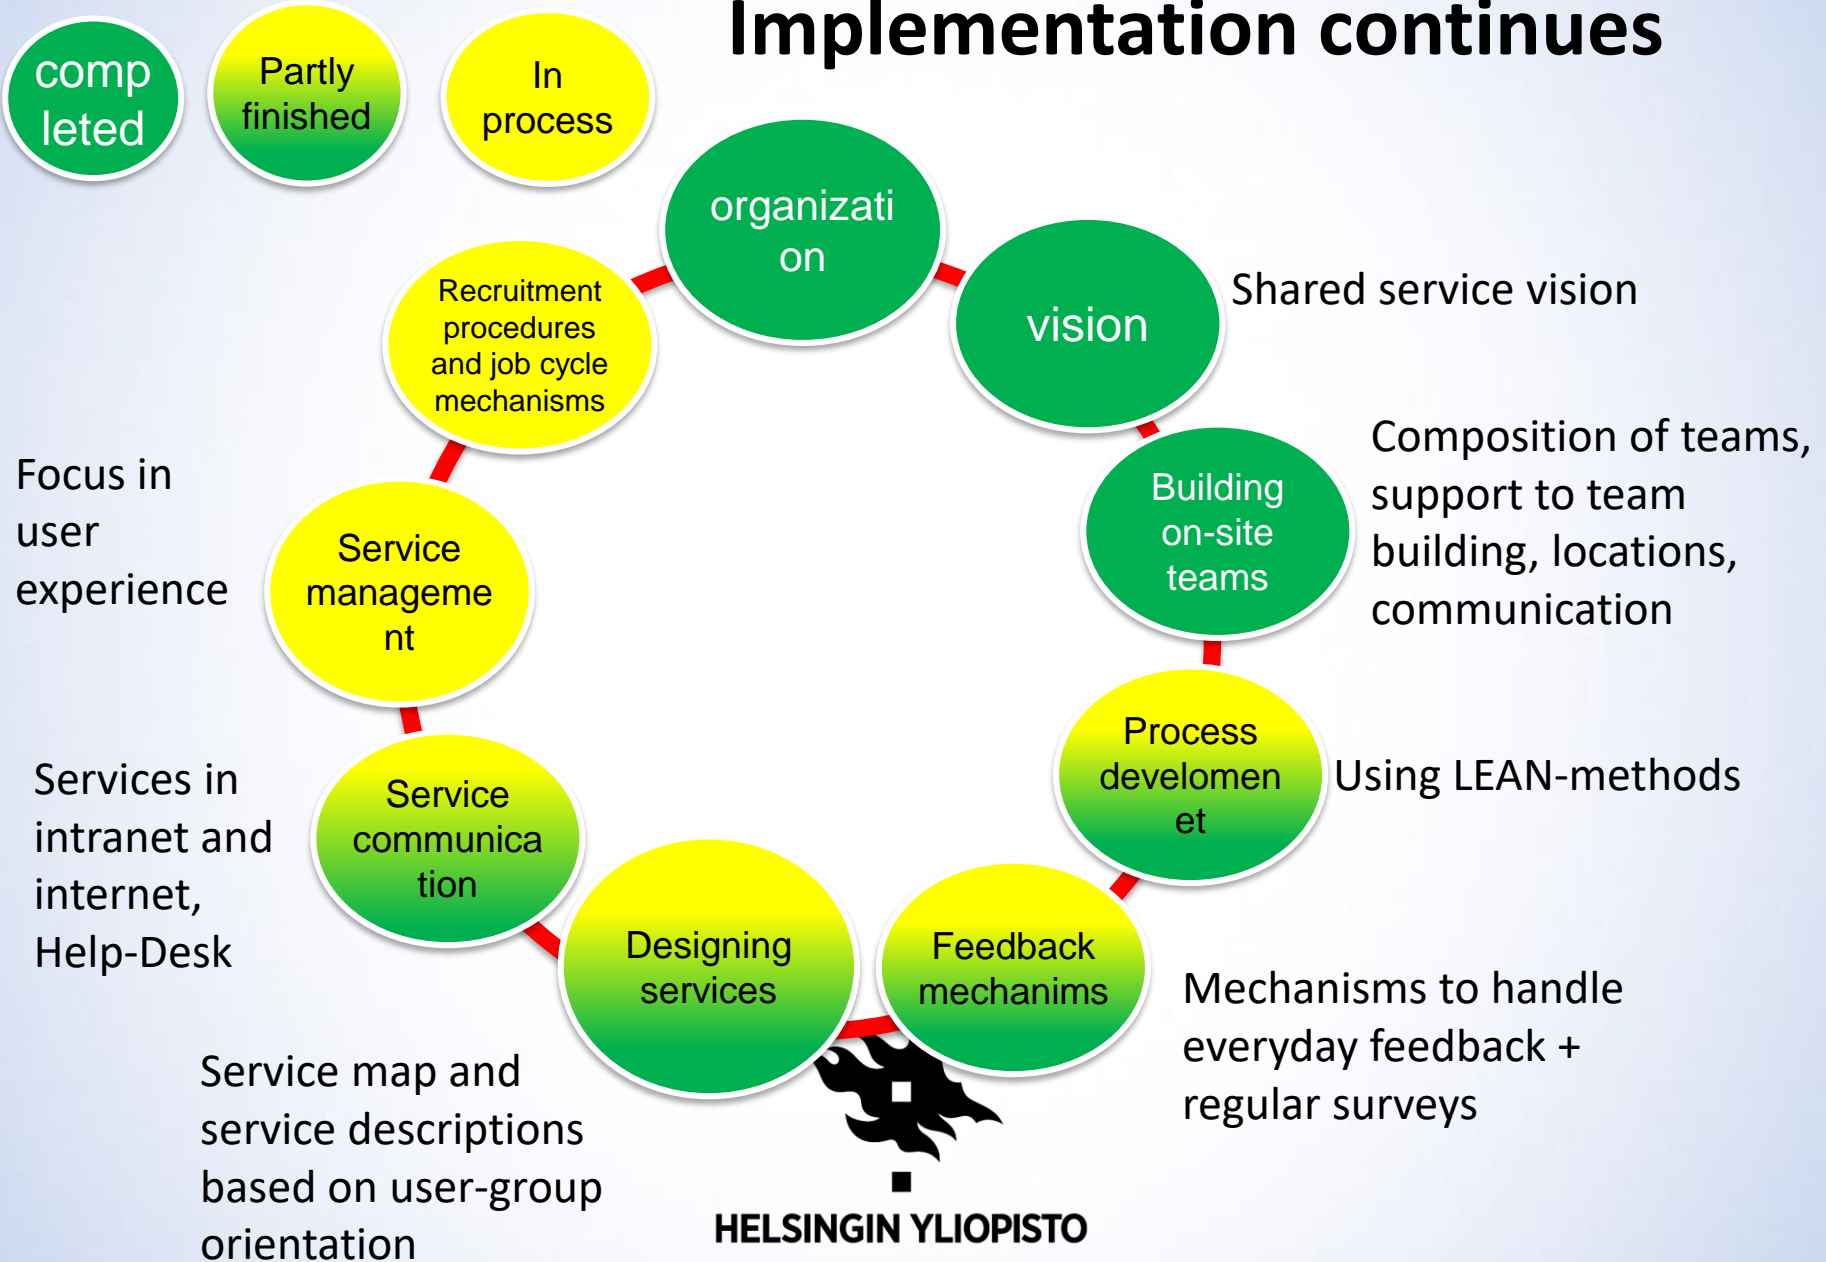 Implementation continues
comp
leted
Partly
finished
In
process
organizati
on
vision
Shared service vision
Building
on-site
teams
Composition of teams,
support to team
building, locations,
communication
Process
develomen
et
Using LEAN-methods
Feedback
mechanims
Mechanisms to handle
everyday feedback +
regular surveys
Designing
services
Service map and
service descriptions
based on user-group
orientation
Service
communica
tion
Services in
intranet and
internet,
Help-Desk
Service
manageme
nt
Focus in
user
experience
Recruitment
procedures
and job cycle
mechanisms
HELSINGIN YLIOPISTO